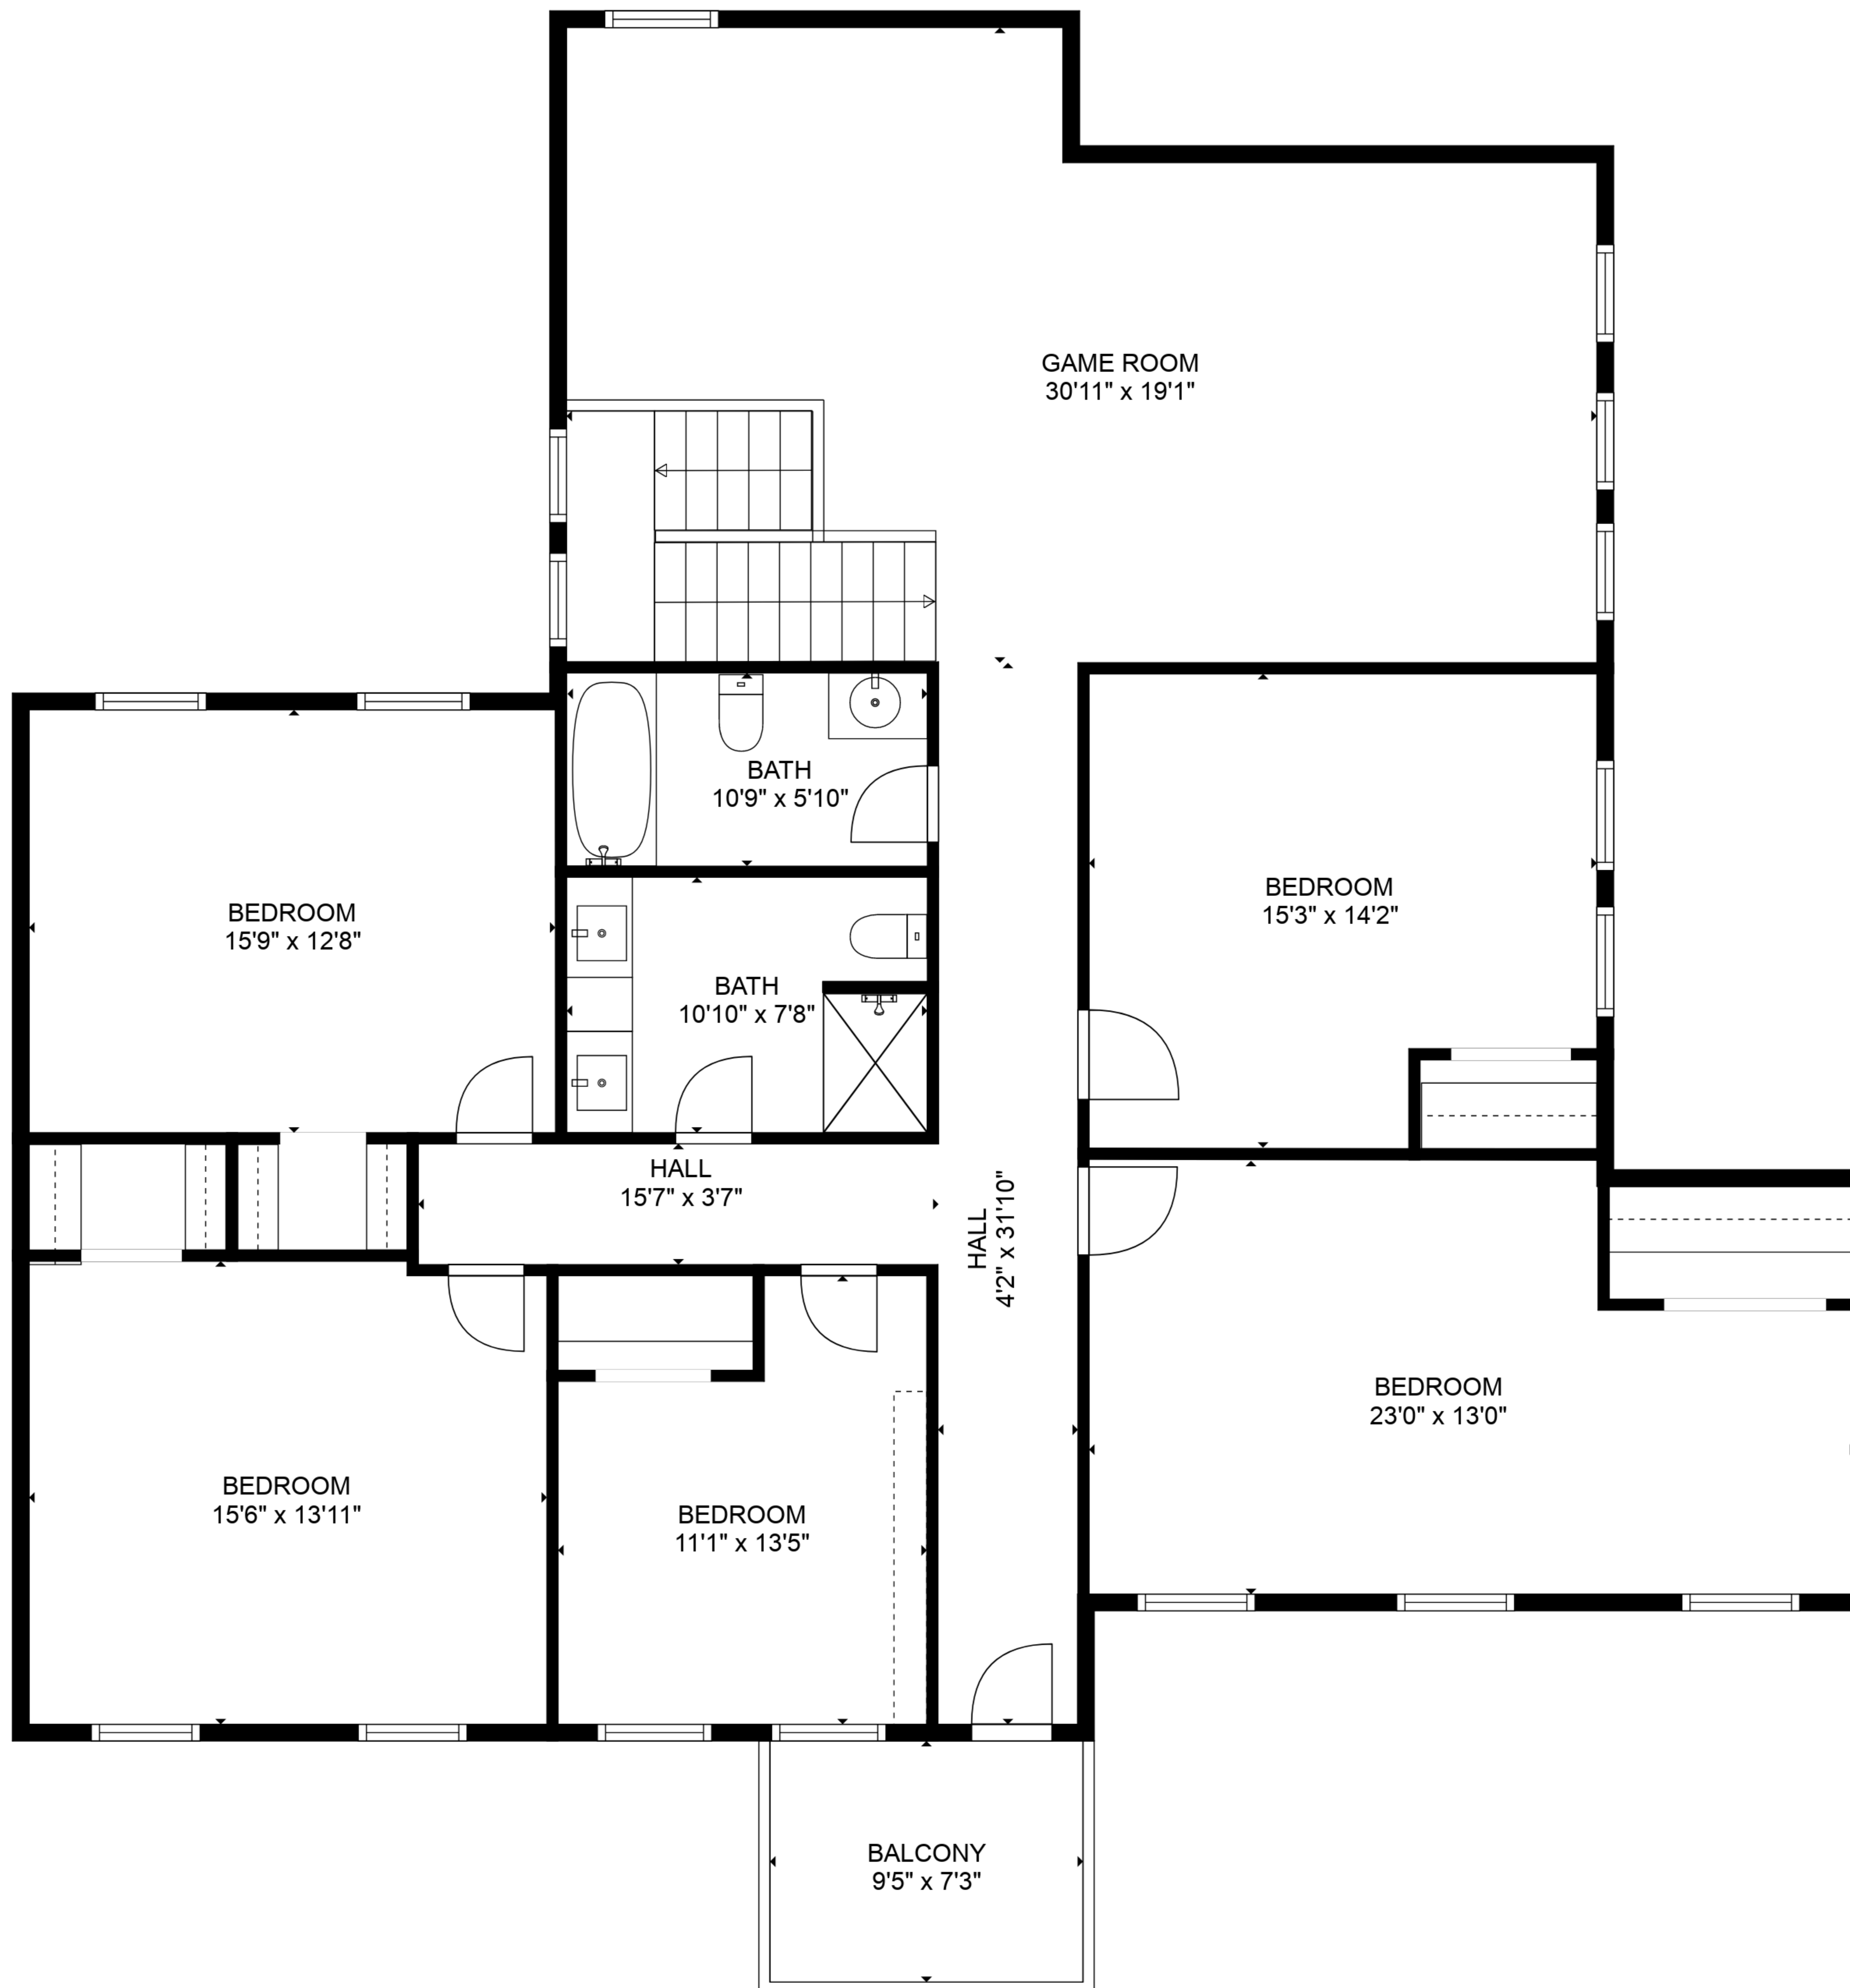 GAME ROOM
30'11" x 19'1"
BATH
10'9" x 5'10"
BEDROOM
15'3" x 14'2"
BEDROOM
15'9" x 12'8"
BATH
10'10" x 7'8"
HALL
15'7" x 3'7"
HALL
4'2" x 31'10"
BEDROOM
23'0" x 13'0"
BEDROOM
15'6" x 13'11"
BEDROOM
11'1" x 13'5"
BALCONY
9'5" x 7'3"